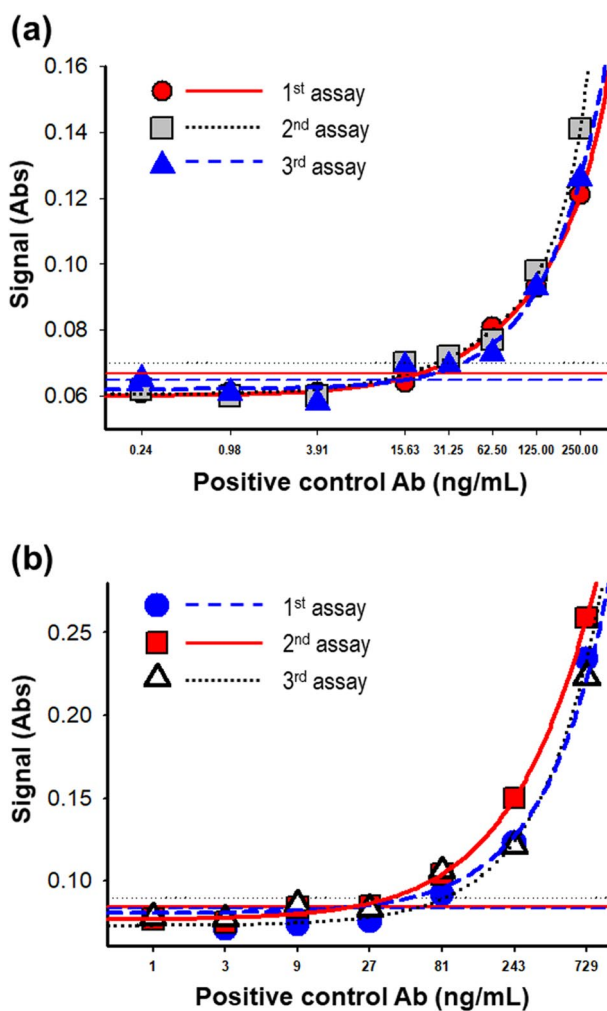 (a)
0.16
0.14
0.12
0.10
0.08
0.06
Signal (Abs)
1st assay
2nd assay
3rd assay
0.24 0.98 3.91 15.63 31.25 62.50 125.00 250.00
Positive control Ab (ng/mL)
(b)
0.25
0.20
0.15
0.10
Signal (Abs)
1st assay
2nd assay
3rd assay
1 3 9 27 81 243 729
Positive control Ab (ng/mL)